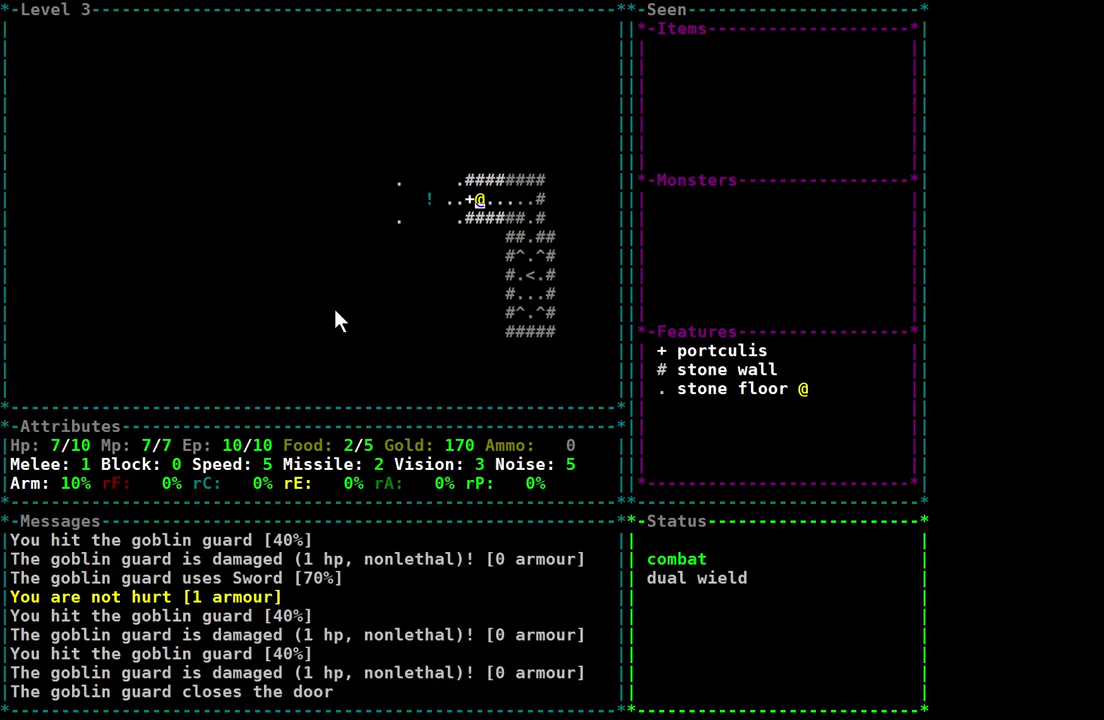 *-Level 3-----------------------------------------------------**-Seen-----------------------*
*-Items--------------------*
*-Monsters-----------------*
.     .########
!  ..+@.....#
.     .######.#
##.##
#^.^#
#.<.#
#...#
#^.^#
#####
*-Features-----------------*
+ portculis
# stone wall
. stone floor @
*-Attributes--------------------------------------------------*
Hp: 7/10 Mp: 7/7 Ep: 10/10 Food: 2/5 Gold: 170 Ammo:   0
Melee: 1 Block: 0 Speed: 5 Missile: 2 Vision: 3 Noise: 5
Arm: 10% rF:   0% rC:   0% rE:   0% rA:   0% rP:   0%
*-Messages----------------------------------------------------*
You hit the goblin guard [40%]
The goblin guard is damaged (1 hp, nonlethal)! [0 armour]
The goblin guard uses Sword [70%]
You are not hurt [1 armour]
You hit the goblin guard [40%]
The goblin guard is damaged (1 hp, nonlethal)! [0 armour]
You hit the goblin guard [40%]
The goblin guard is damaged (1 hp, nonlethal)! [0 armour]
The goblin guard closes the door
*-Status----------------------*
combat
dual wield